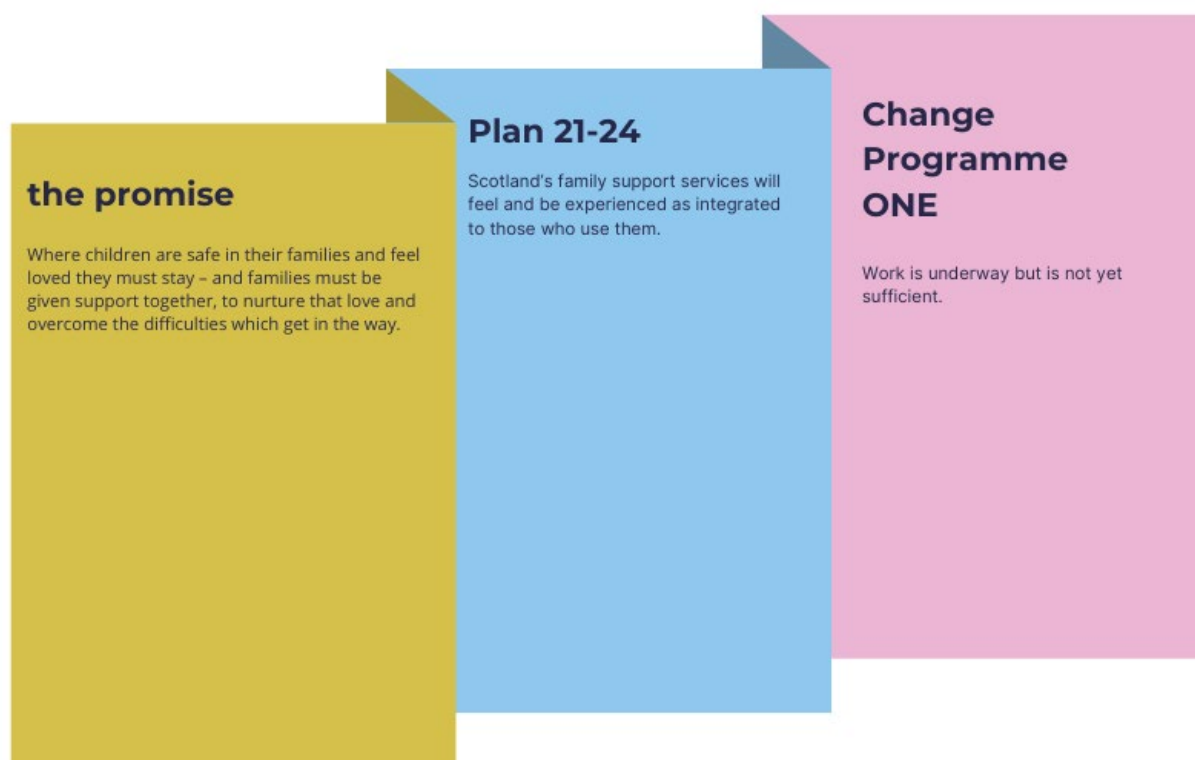 the promise
Where children are safe in their families and feel
loved they must stay – and families must be
given support together, to nurture that love and
overcome the difficulties which get in the way.
Plan 21-24
Scotland's family support services will
feel and be experienced as integrated
to those who use them.
Change
Programme
ONE
Work is underway but is not yet
sufficient.